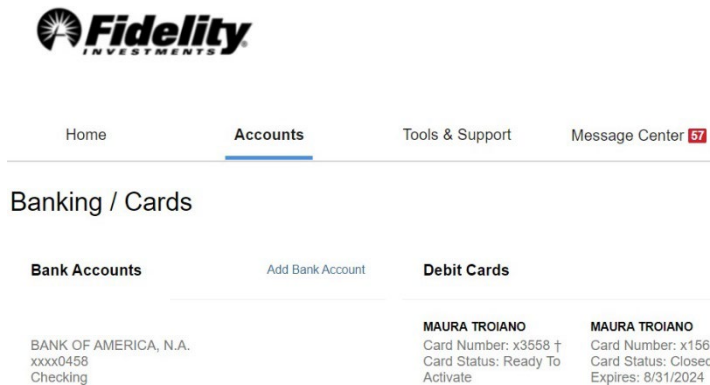 Fidelity
INVESTMENTS
Home Accounts Tools & Support Message Center 57
Banking / Cards
Bank Accounts Add Bank Account
BANK OF AMERICA, N.A.
xxxx0458
Checking
Debit Cards
MAURA TROIANO
Card Number: x3558 †
Card Status: Ready To
Activate
MAURA TROIANO
Card Number: x156
Card Status: Closed
Expires: 8/31/2024